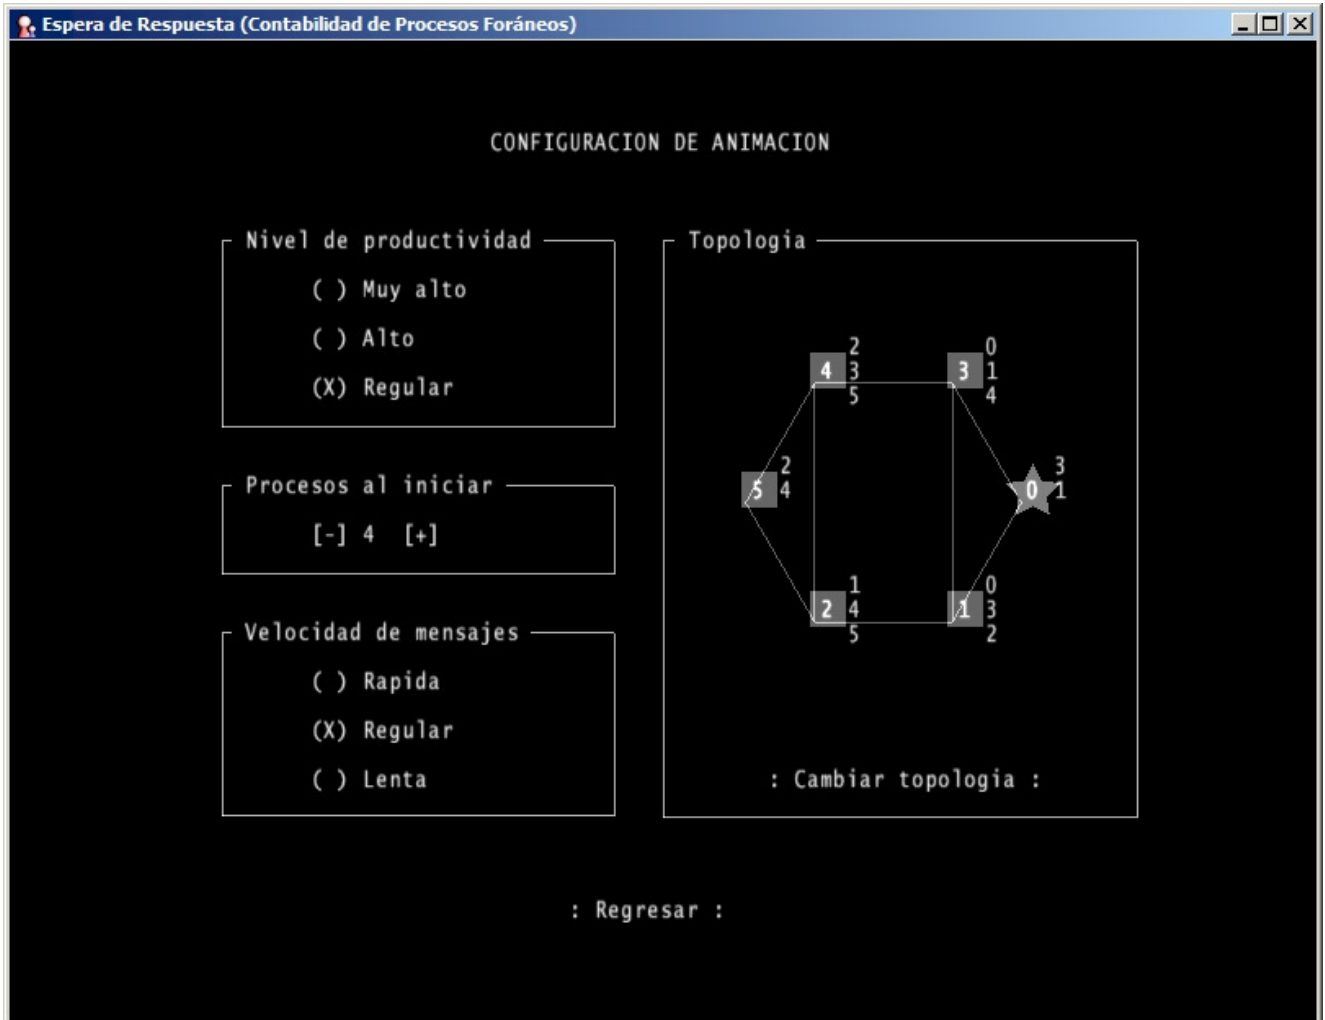 Espera de Respuesta (Contabilidad de Procesos Foráneos)
CONFIGURACION DE ANIMACION
Nivel de productividad
( ) Muy alto
( ) Alto
(X) Regular
Procesos al iniciar
[-] 4 [+]
Velocidad de mensajes
( ) Rapida
(X) Regular
( ) Lenta
Topologia
2
4 3
5
0
3 1
4
2
5 4
3
0 1
1
2 4
5
0
1 3
2
: Cambiar topologia :
: Regresar :